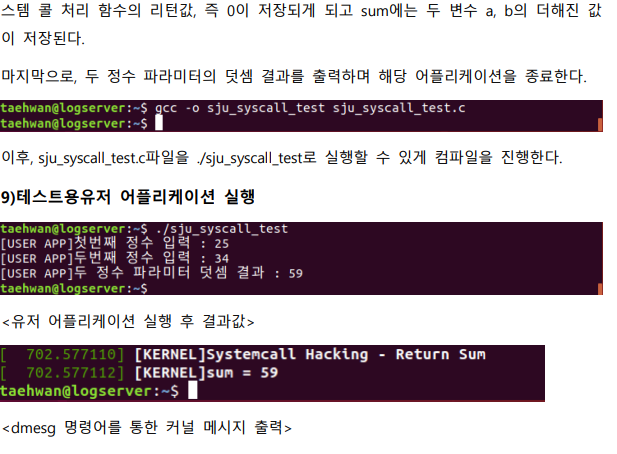 스템 콜 처리 함수의 리턴값, 즉 0이 저장되게 되고 sum에는 두 변수 a, b의 더해진 값
이 저장된다.
마지막으로, 두 정수 파라미터의 덧셈 결과를 출력하며 해당 어플리케이션을 종료한다.
taehwan@logserver:~$ gcc -o sju_syscall_test sju_syscall_test.c
taehwan@logserver:~$
이후, sju_syscall_test.c파일을 ./sju_syscall_test로 실행할 수 있게 컴파일을 진행한다.
9)테스트용유저 어플리케이션 실행
taehwan@logserver:~$ ./sju_syscall_test
[USER APP]첫번째 정수 입력 : 25
[USER APP]두번째 정수 입력 : 34
[USER APP]두 정수 파라미터 덧셈 결과 : 59
taehwan@logserver:~$
<유저 어플리케이션 실행 후 결과값>
[  702.577110] [KERNEL]Systemcall Hacking - Return Sum
[  702.577112] [KERNEL]sum = 59
taehwan@logserver:~$
<dmesg 명령어를 통한 커널 메시지 출력>